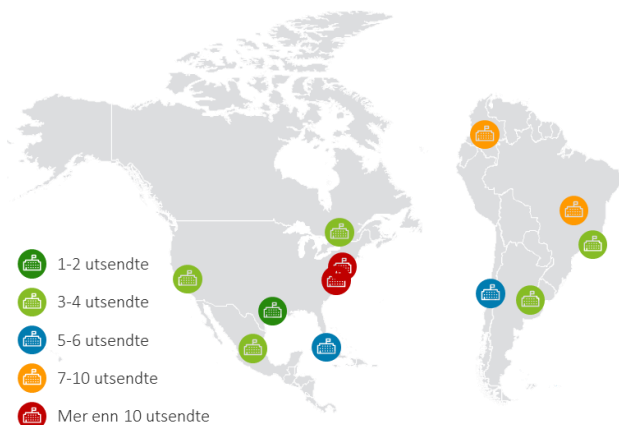 1-2 utsendte
3-4 utsendte
5-6 utsendte
7-10 utsendte
Mer enn 10 utsendte